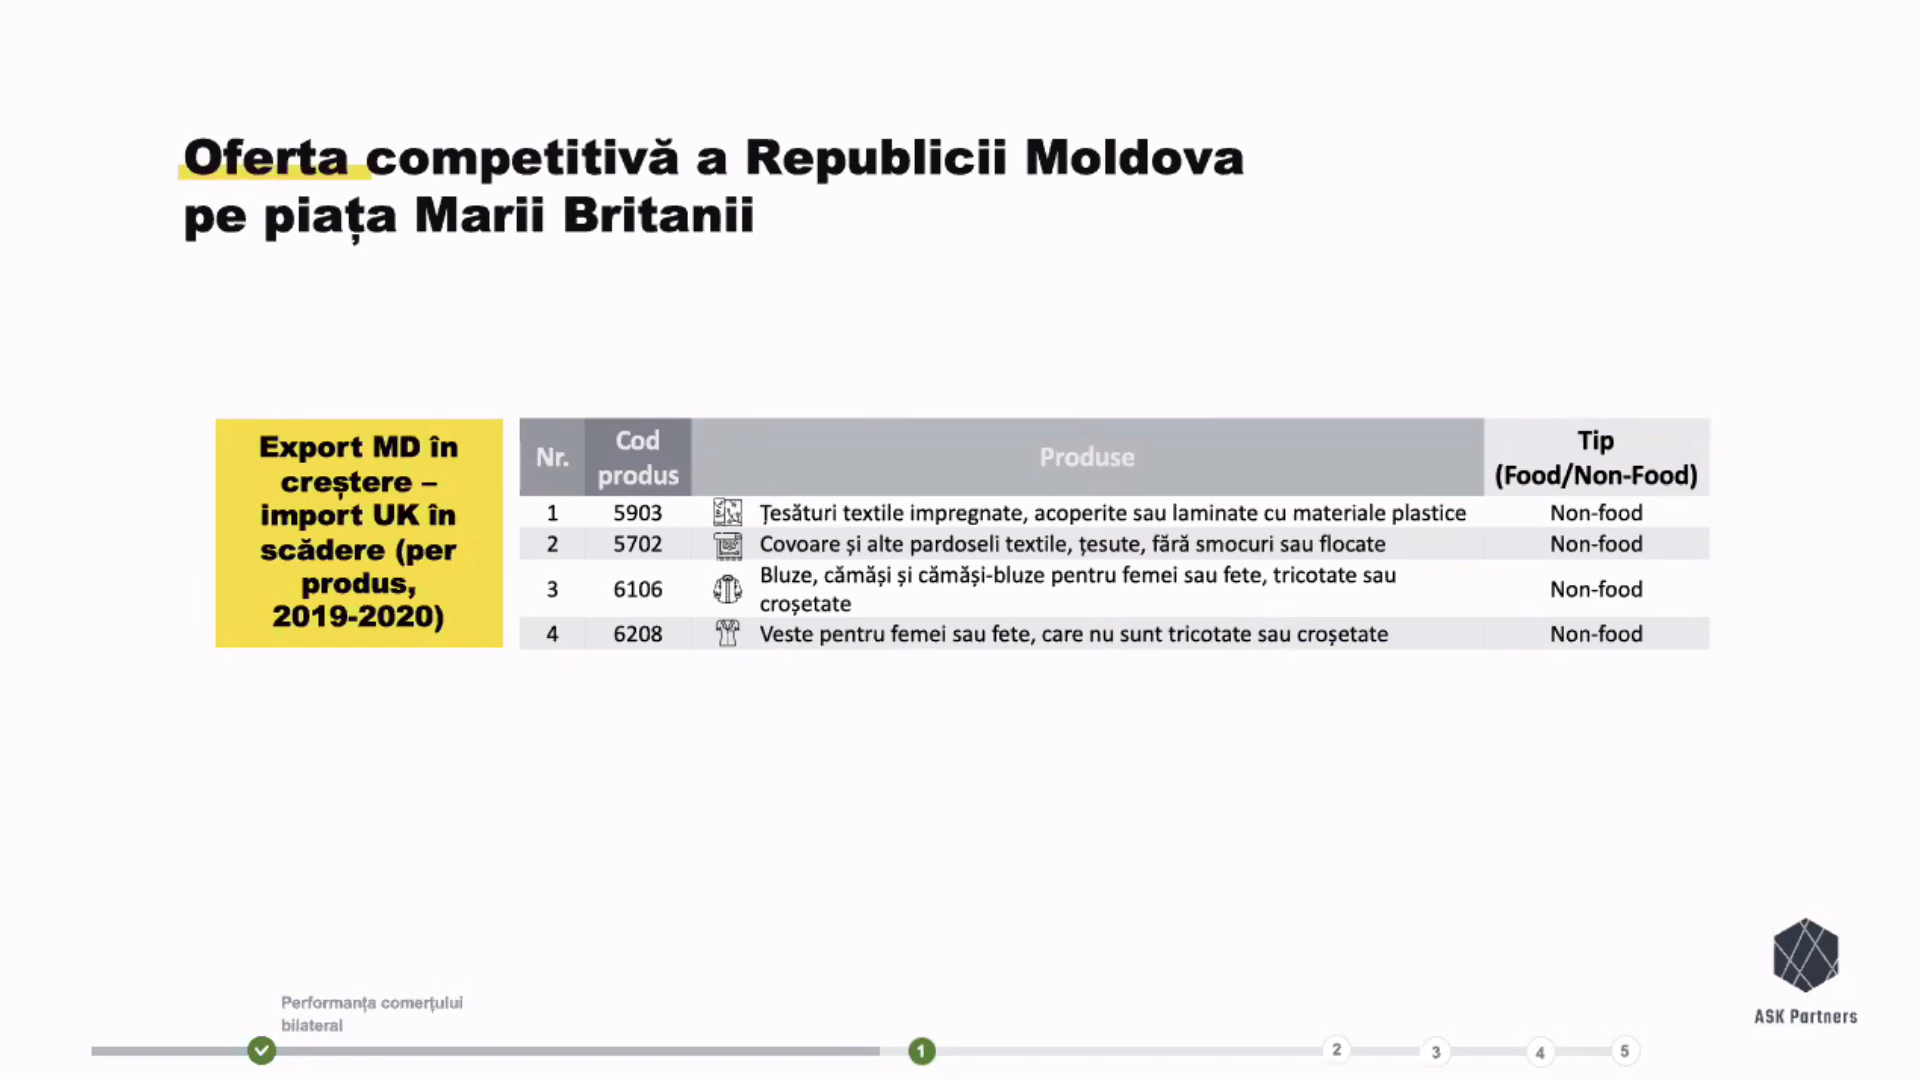 Oferta competitivă a Republicii Moldova
pe piața Marii Britanii
Export MD în
creștere –
import UK în
scădere (per
produs,
2019-2020)
Nr. Cod produs Produse Tip (Food/Non-Food)
1 5903 Țesături textile impregnate, acoperite sau laminate cu materiale plastice Non-food
2 5702 Covoare și alte pardoseli textile, țesute, fără smocuri sau flocate Non-food
3 6106 Bluze, cămăși și cămăși-bluze pentru femei sau fete, tricotate sau
croșetate Non-food
4 6208 Veste pentru femei sau fete, care nu sunt tricotate sau croșetate Non-food
ASK Partners
Performanța comerțului
bilateral
1 2 3 4 5